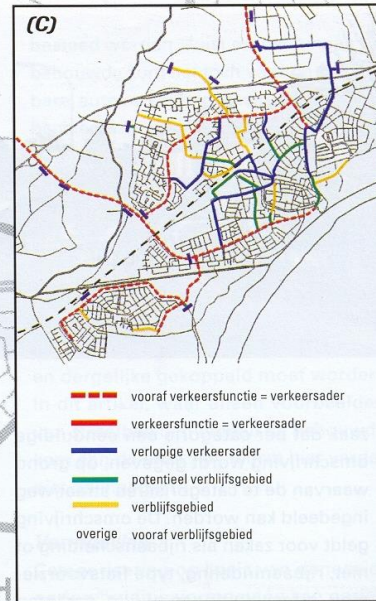 (C)
vooraf verkeersfunctie = verkeersader
verkeersfunctie = verkeersader
verlopige verkeersader
potentieel verblijfsgebied
verblijfsgebied
overige vooraf verblijfsgebied